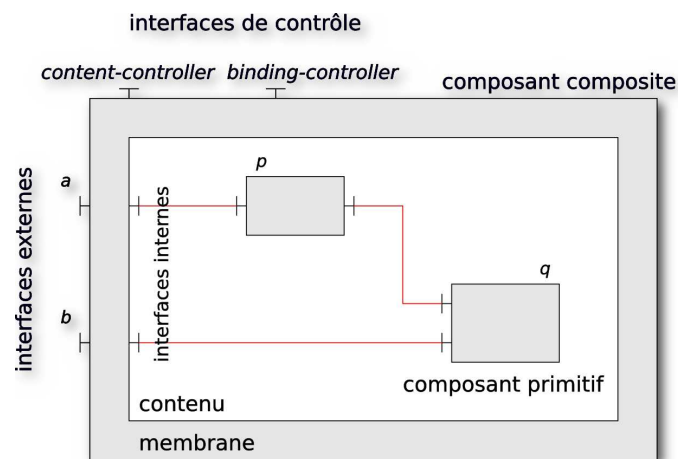 interfaces de contrôle
content-controller binding-controller
composant composite
interfaces externes
a
b
interfaces internes
p
q
composant primitif
contenu
membrane